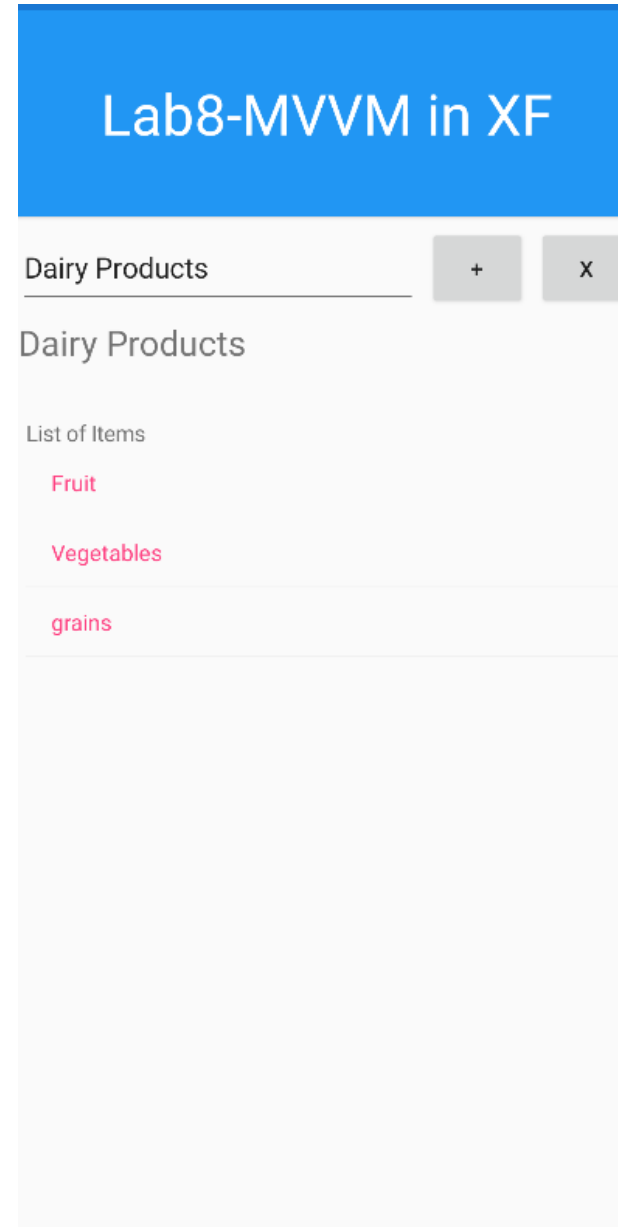 Lab8-MVVM in XF
Dairy Products + X
Dairy Products
List of Items
Fruit
Vegetables
grains